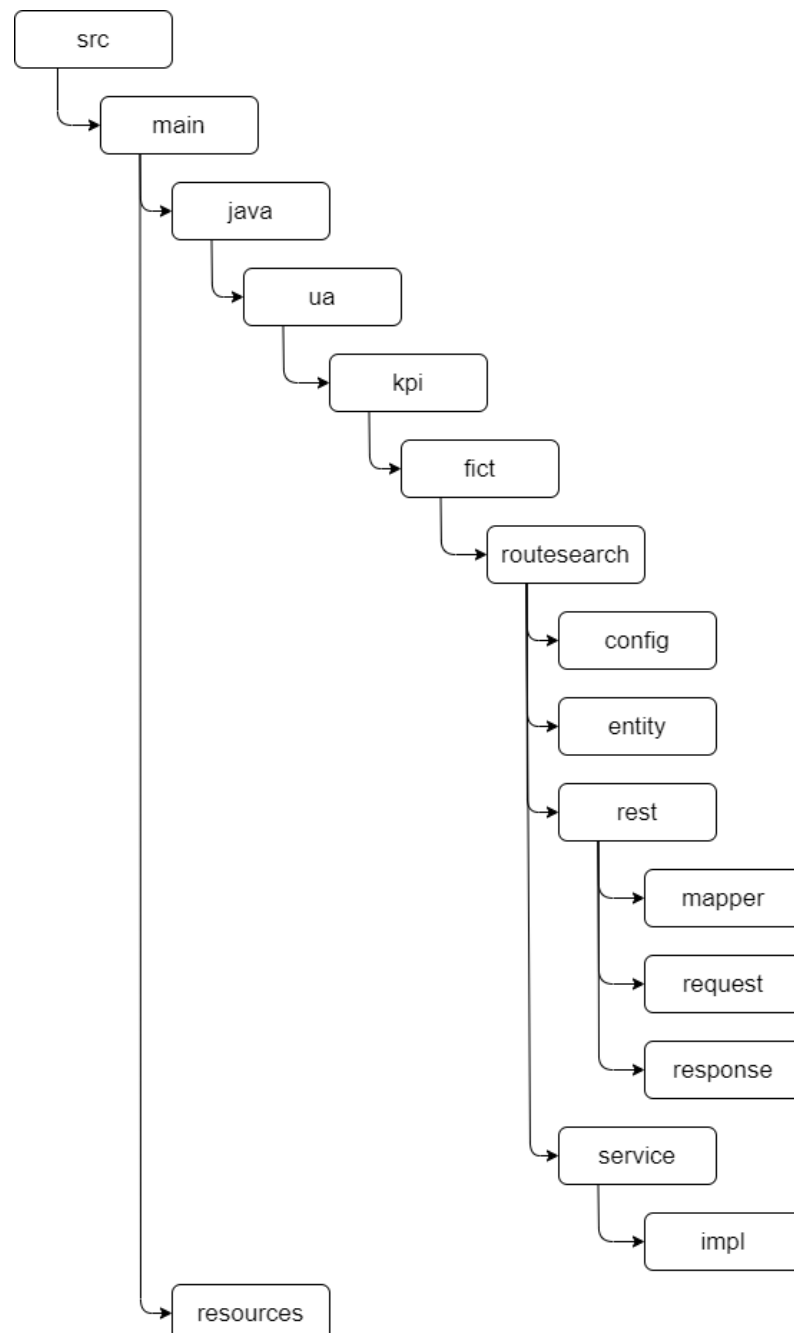 src
main
java
ua
kpi
fict
routesearch
config
entity
rest
mapper
request
response
service
impl
resources